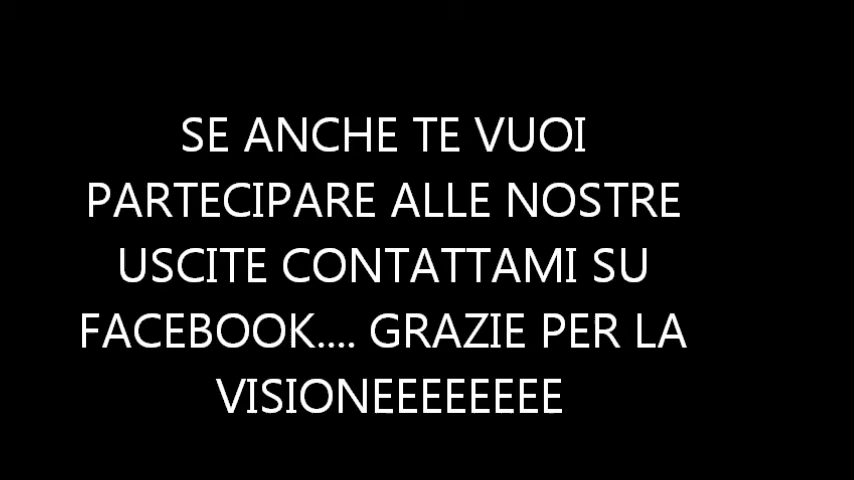 SE ANCHE TE VUOI
PARTECIPARE ALLE NOSTRE
USCITE CONTATTAMI SU
FACEBOOK.... GRAZIE PER LA
VISIONEEEEEEEE